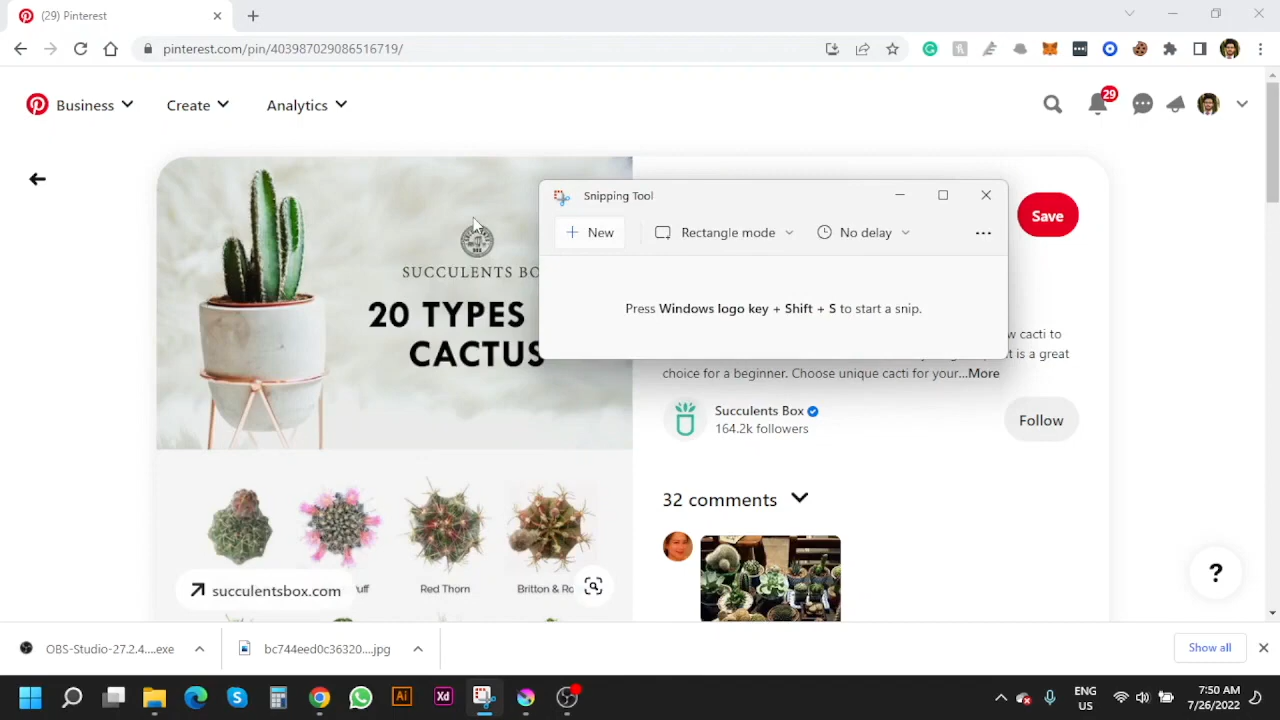 (29) Pinterest
pinterest.com/pin/403987029086516719/
Business
Create
Analytics
29
Snipping Tool
New
Rectangle mode
No delay
Press Windows logo key + Shift + S to start a snip.
Save
SUCCULENTS
20 TYPES
CACTUS
cacti to
is a great
choice for a beginner. Choose unique cacti for your...More
Succulents Box
164.2k followers
Follow
32 comments
Red Thorn
Britton &
succulentsbox.com
?
OBS-Studio-27.2.4....exe
bc744eed0c36320....jpg
Show all
Ai
Xd
ENG
US
7:50 AM
7/26/2022